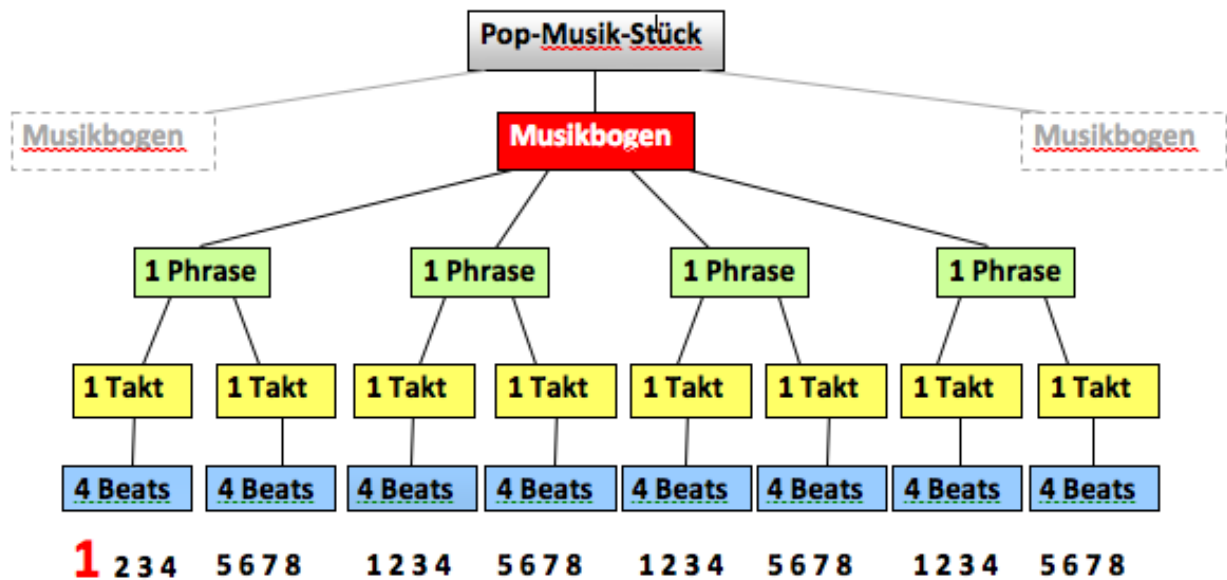 Pop-Musik-Stück
Musikbogen Musikbogen Musikbogen
1 Phrase 1 Phrase 1 Phrase 1 Phrase
1 Takt 1 Takt 1 Takt 1 Takt 1 Takt 1 Takt 1 Takt 1 Takt
4 Beats 4 Beats 4 Beats 4 Beats 4 Beats 4 Beats 4 Beats 4 Beats
1 2 3 4 5 6 7 8 1 2 3 4 5 6 7 8 1 2 3 4 5 6 7 8 1 2 3 4 5 6 7 8